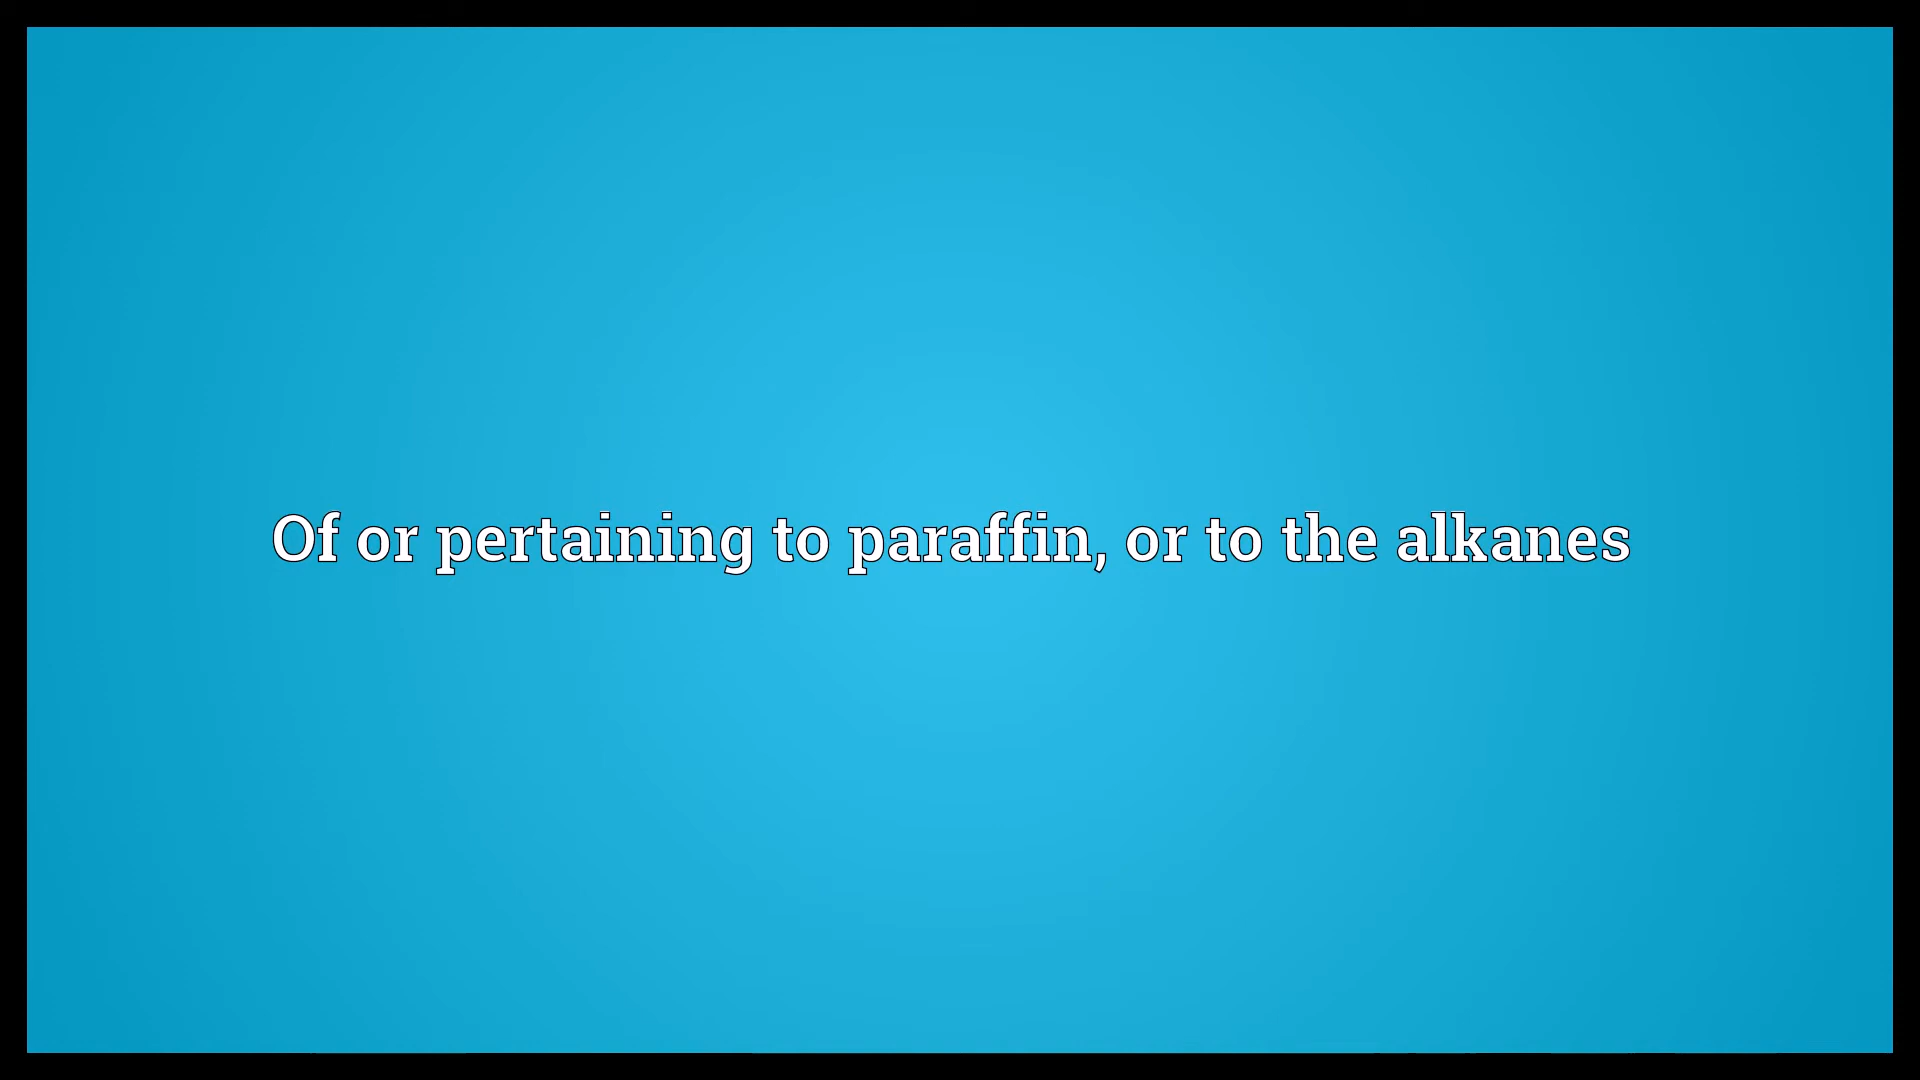 Of or pertaining to paraffin, or to the alkanes